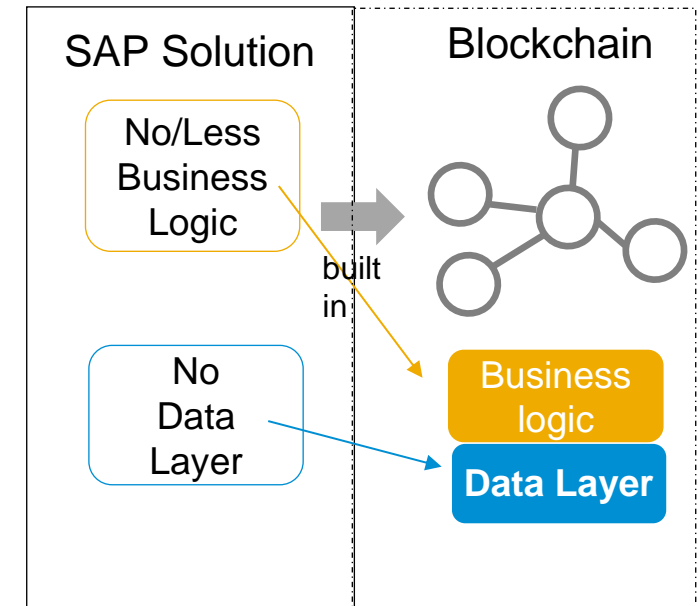 SAP Solution
Blockchain
No/Less
Business
Logic
built
in
No
Data
Layer
Business
logic
Data Layer